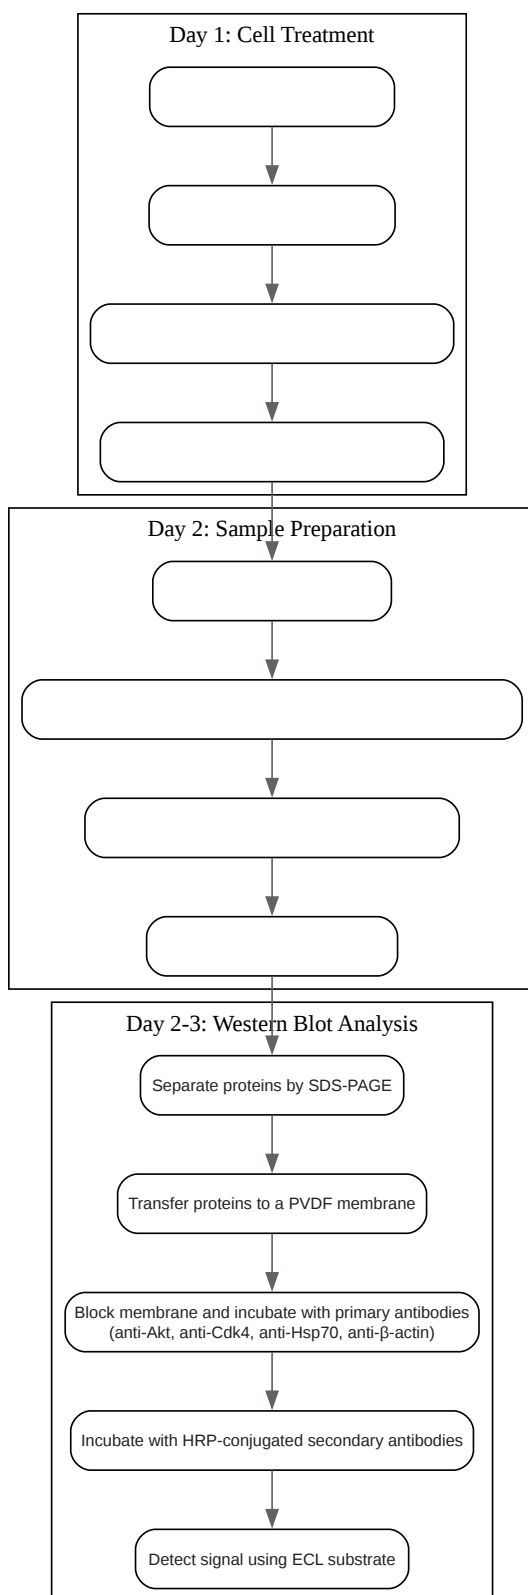 Day 1: Cell Treatment
Day 2: Sample Preparation
Day 2-3: Western Blot Analysis
Separate proteins by SDS-PAGE
Transfer proteins to a PVDF membrane
Block membrane and incubate with primary antibodies
(anti-Akt, anti-Cdk4, anti-Hsp70, anti-β-actin)
Incubate with HRP-conjugated secondary antibodies
Detect signal using ECL substrate